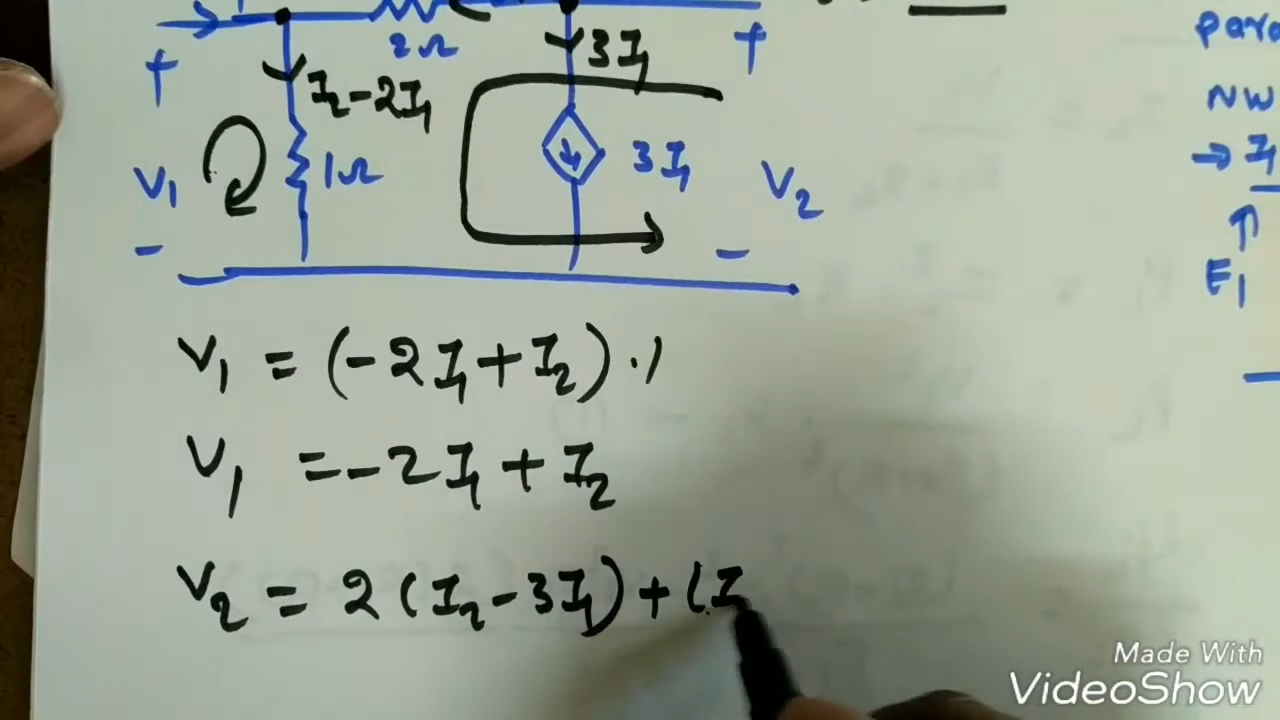 2Ω
3I₁
+
+
I₂-2I₁
V₁
1Ω
3I₁
V₂
-
-
V₁ = (-2I₁+I₂).1
V₁ = -2I₁ + I₂
V₂ = 2(I₂-3I₁)+(I
para
NW
→ I₁
↑
E₁
Made With
VideoShow